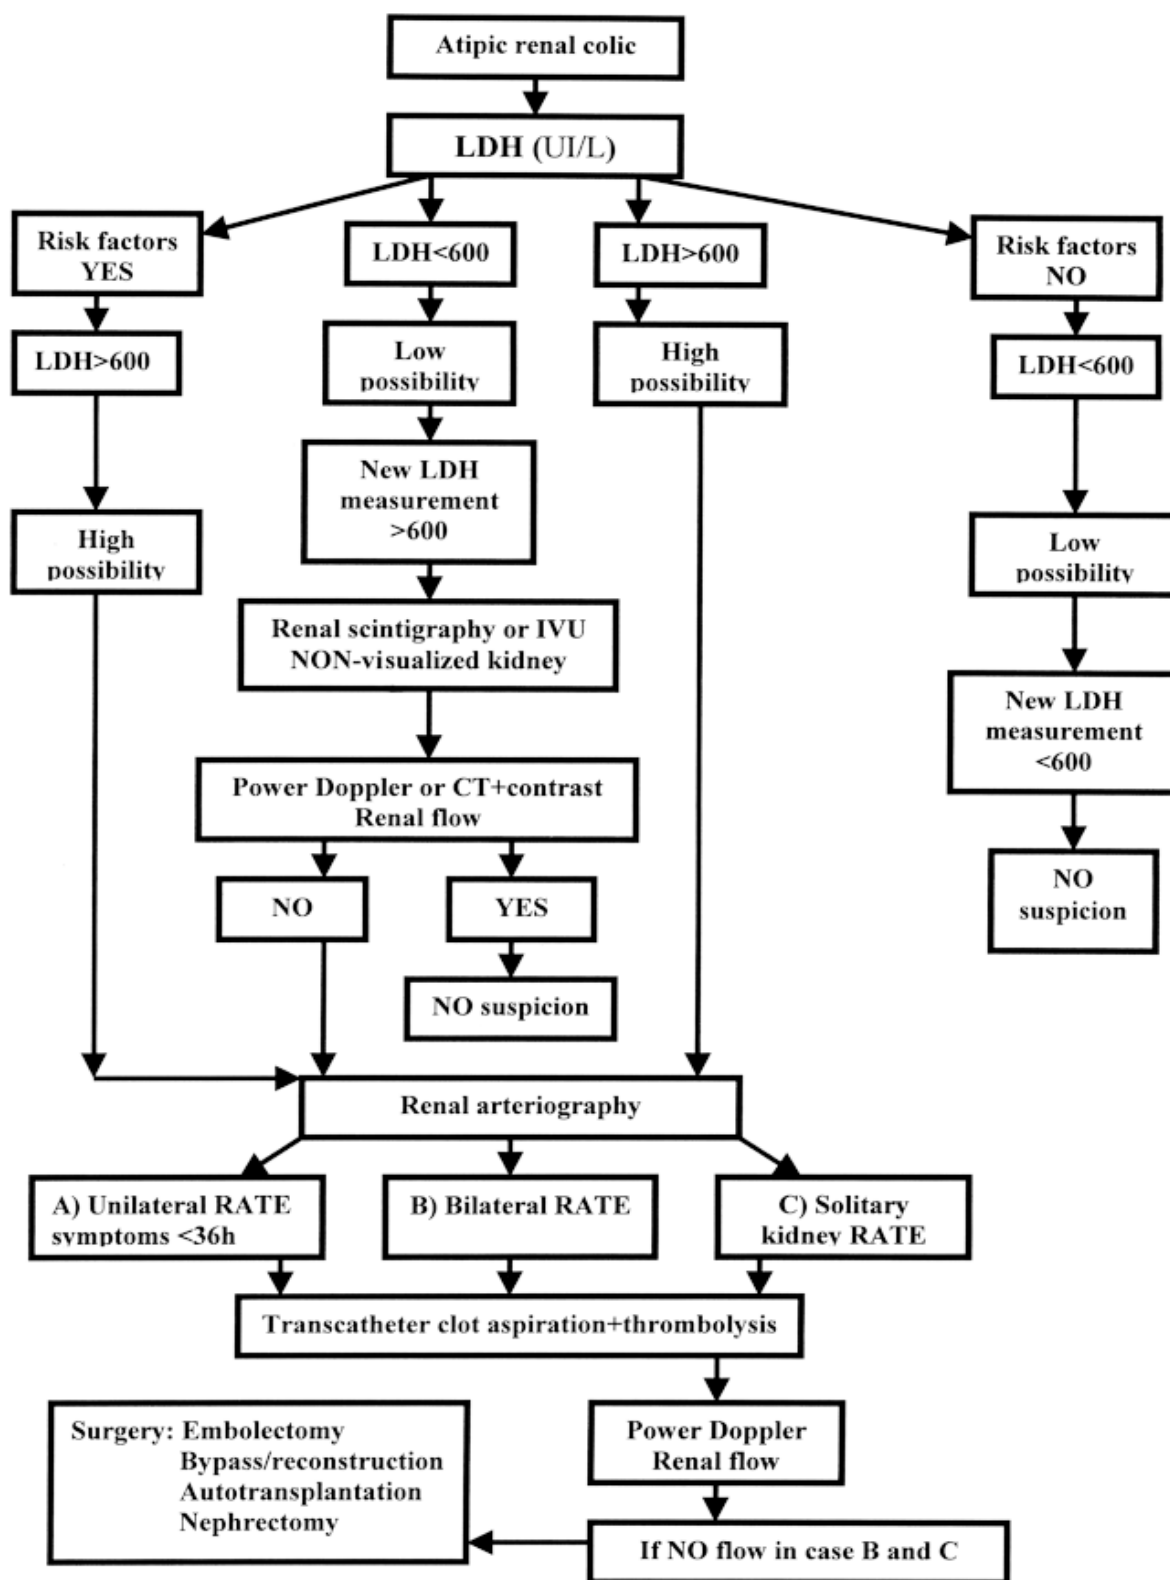 Atipic renal colic
LDH (UI/L)
Risk factors
YES
LDH>600
High
possibility
LDH<600
Low
possibility
New LDH
measurement
>600
Renal scintigraphy or IVU
NON-visualized kidney
Power Doppler or CT+contrast
Renal flow
NO
YES
NO suspicion
LDH>600
High
possibility
Risk factors
NO
LDH<600
Low
possibility
New LDH
measurement
<600
NO
suspicion
Renal arteriography
A) Unilateral RATE
symptoms <36h
B) Bilateral RATE
C) Solitary
kidney RATE
Transcatheter clot aspiration+thrombolysis
Power Doppler
Renal flow
If NO flow in case B and C
Surgery: Embolectomy
Bypass/reconstruction
Autotransplantation
Nephrectomy